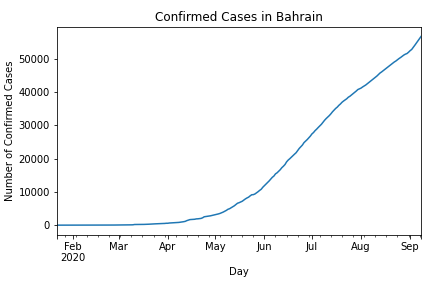 Confirmed Cases in Bahrain
Number of Confirmed Cases
50000
40000
30000
20000
10000
0
Feb Mar Apr May Jun Jul Aug Sep
2020
Day